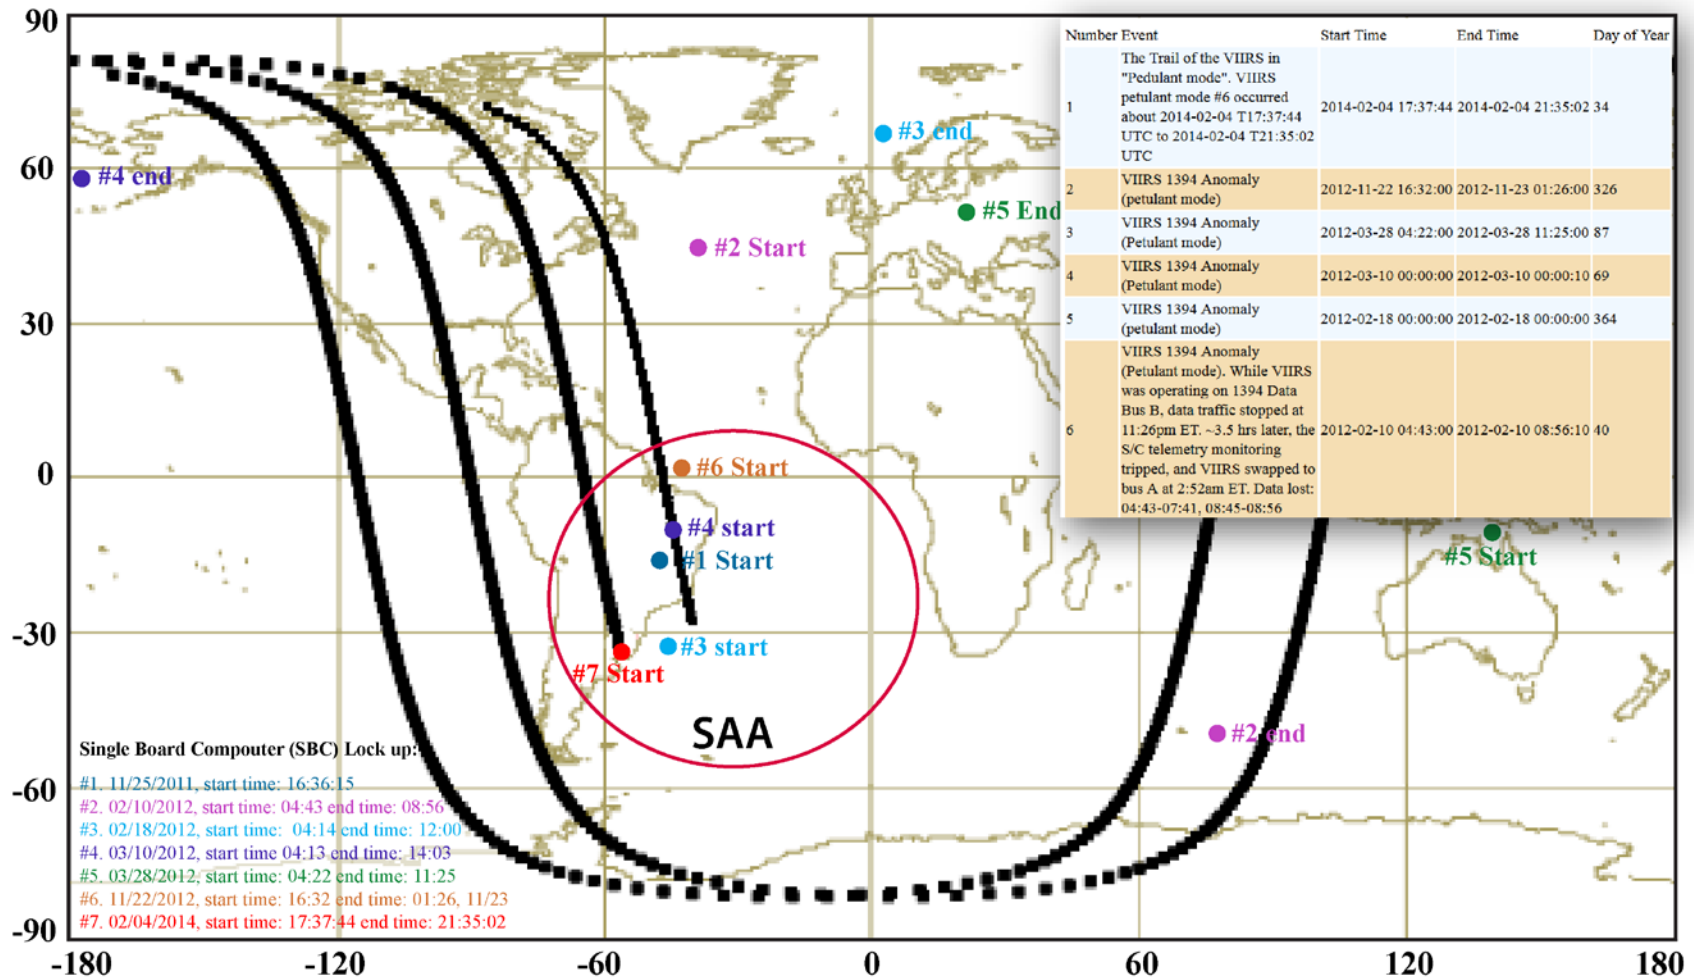 90
60
30
0
-30
-60
-90
-180
-120
-60
0
60
120
180
#4 end
#3 end
#5 End
#2 Start
#6 Start
#4 start
#1 Start
#3 start
#7 Start
SAA
#5 Start
#2 end
Number Event Start Time End Time Day of Year
The Trail of the VIIRS in
"Pedulant mode". VIIRS
petulant mode #6 occurred
1 about 2014-02-04 T17:37:44 2014-02-04 17:37:44 2014-02-04 21:35:02 34
UTC to 2014-02-04 T21:35:02
UTC
VIIRS 1394 Anomaly
2 (petulant mode) 2012-11-22 16:32:00 2012-11-23 01:26:00 326
VIIRS 1394 Anomaly
3 (Petulant mode) 2012-03-28 04:22:00 2012-03-28 11:25:00 87
VIIRS 1394 Anomaly
4 (Petulant mode) 2012-03-10 00:00:00 2012-03-10 00:00:10 69
VIIRS 1394 Anomaly
5 (petulant mode) 2012-02-18 00:00:00 2012-02-18 00:00:00 364
VIIRS 1394 Anomaly
(Petulant mode). While VIIRS
was operating on 1394 Data
Bus B, data traffic stopped at
6 11:26pm ET. ~3.5 hrs later, the 2012-02-10 04:43:00 2012-02-10 08:56:10 40
S/C telemetry monitoring
tripped, and VIIRS swapped to
bus A at 2:52am ET. Data lost:
04:43-07:41, 08:45-08:56
Single Board Compouter (SBC) Lock up:
#1. 11/25/2011, start time: 16:36:15
#2. 02/10/2012, start time: 04:43 end time: 08:56
#3. 02/18/2012, start time: 04:14 end time: 12:00
#4. 03/10/2012, start time 04:13 end time: 14:03
#5. 03/28/2012, start time: 04:22 end time: 11:25
#6. 11/22/2012, start time: 16:32 end time: 01:26, 11/23
#7. 02/04/2014, start time: 17:37:44 end time: 21:35:02